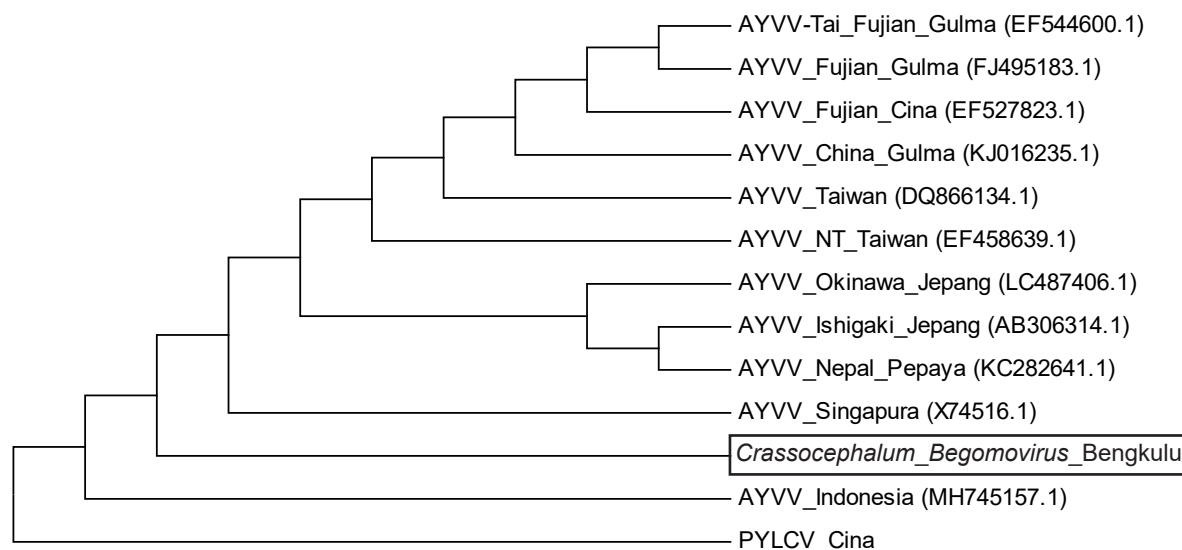 AYVV-Tai_Fujian_Gulma (EF544600.1)
AYVV_Fujian_Gulma (FJ495183.1)
AYVV_Fujian_Cina (EF527823.1)
AYVV_China_Gulma (KJ016235.1)
AYVV_Taiwan (DQ866134.1)
AYVV_NT_Taiwan (EF458639.1)
AYVV_Okinawa_Jepang (LC487406.1)
AYVV_Ishigaki_Jepang (AB306314.1)
AYVV_Nepal_Pepaya (KC282641.1)
AYVV_Singapura (X74516.1)
Crassocephalum_Begomovirus_Bengkulu
AYVV_Indonesia (MH745157.1)
PYLCV_Cina